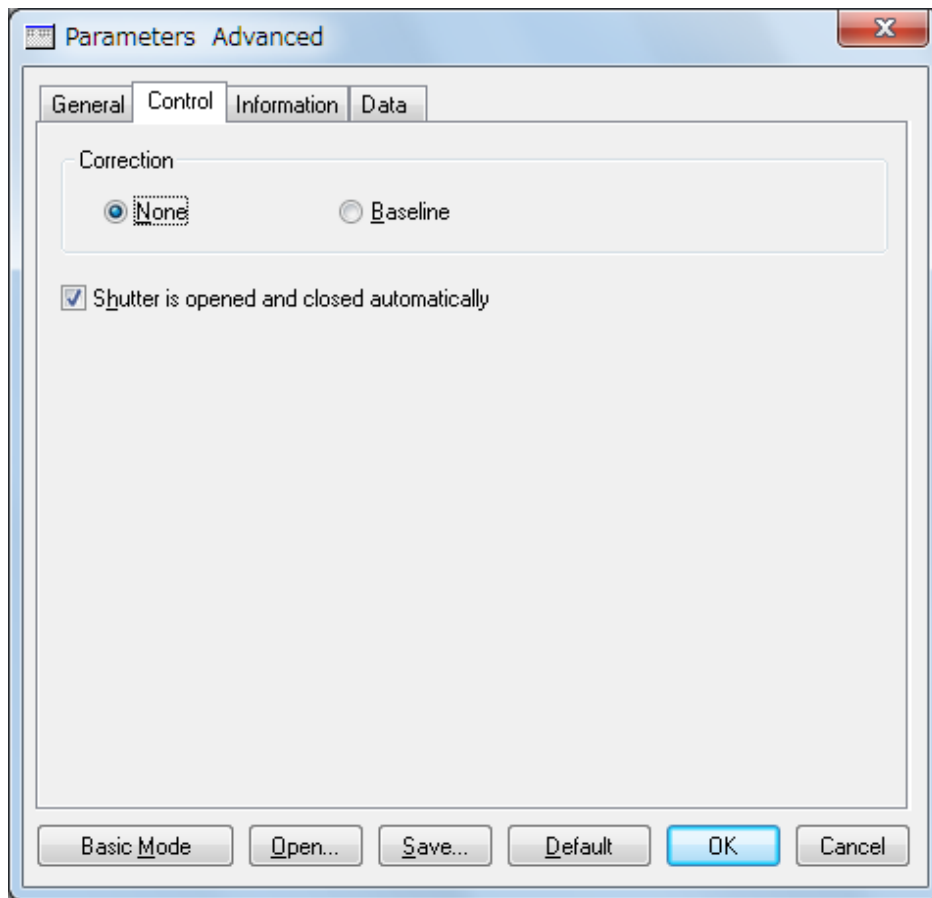 Parameters Advanced
General Control Information Data
Correction
None Baseline
Shutter is opened and closed automatically
Basic Mode Open... Save... Default OK Cancel